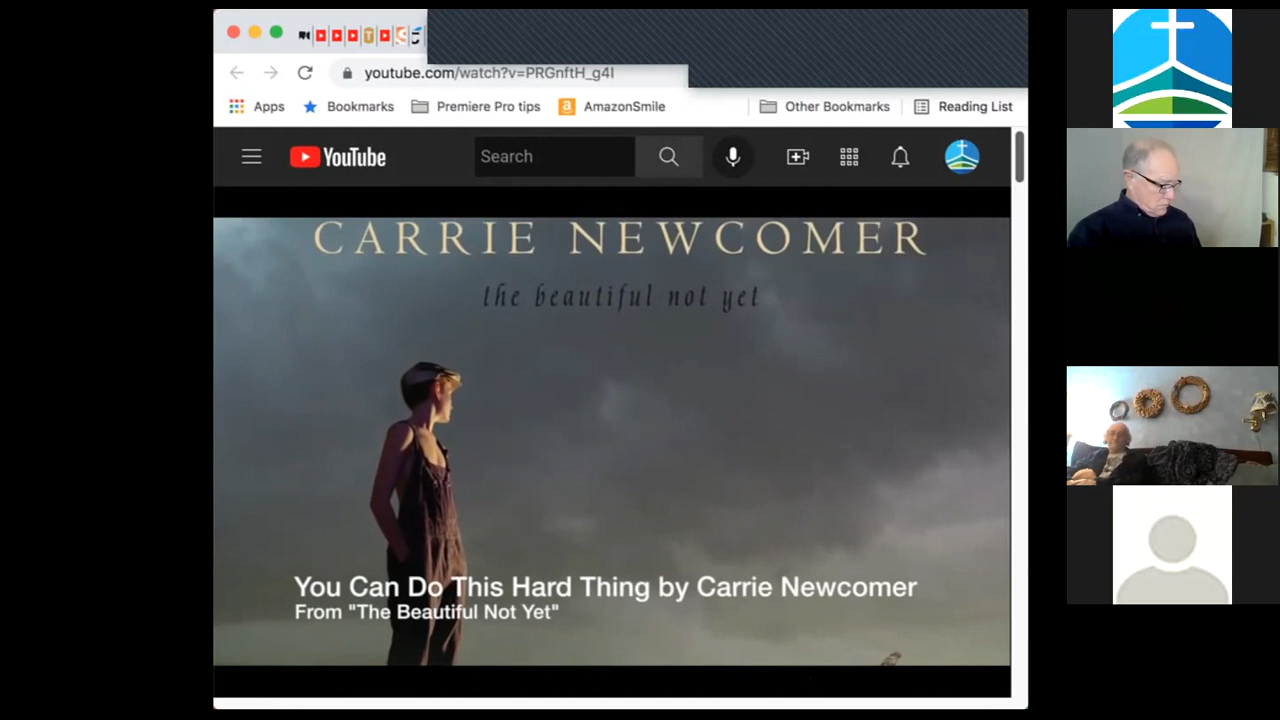 youtube.com/watch?v=PRGnftH_g4I
Apps
Bookmarks
Premiere Pro tips
AmazonSmile
Other Bookmarks
Reading List
YouTube
Search
CARRIE NEWCOMER
the beautiful not yet
You Can Do This Hard Thing by Carrie Newcomer
From "The Beautiful Not Yet"